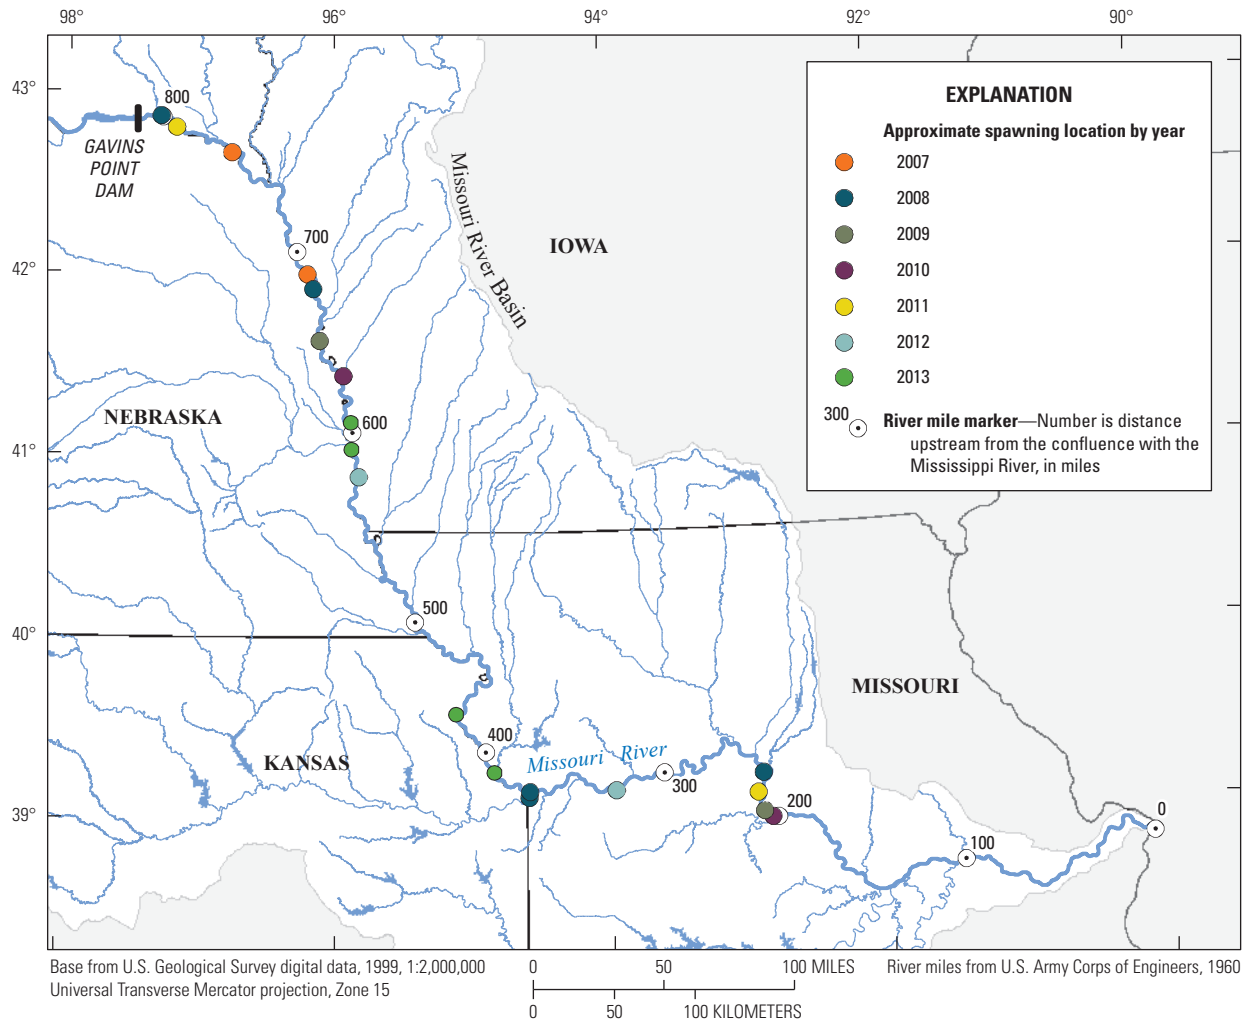 98°
96°
94°
92°
90°
43°
42°
41°
40°
39°
800
GAVINS
POINT
DAM
700
Missouri River Basin
IOWA
NEBRASKA
600
500
MISSOURI
KANSAS
400
Missouri River
300
200
100
0
EXPLANATION
Approximate spawning location by year
2007
2008
2009
2010
2011
2012
2013
300
River mile marker—Number is distance
upstream from the confluence with the
Mississippi River, in miles
Base from U.S. Geological Survey digital data, 1999, 1:2,000,000
Universal Transverse Mercator projection, Zone 15
0 50 100 MILES
0 50 100 KILOMETERS
River miles from U.S. Army Corps of Engineers, 1960